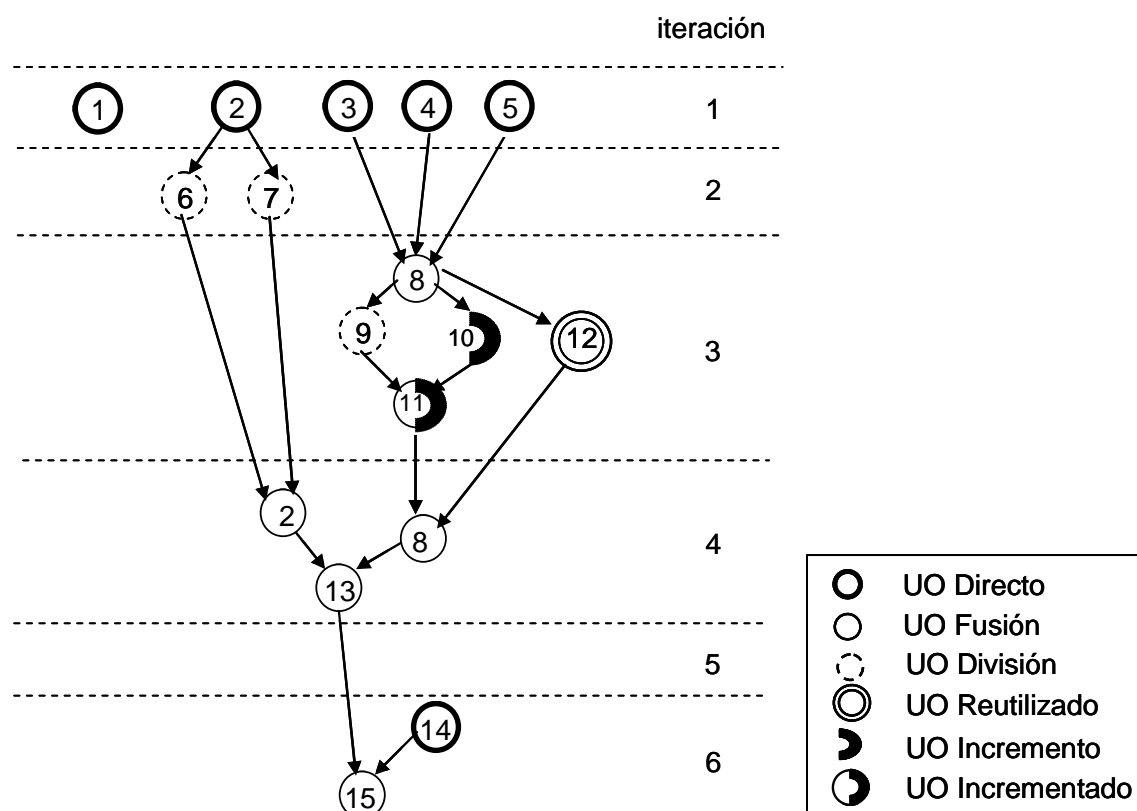 iteración
1 2 3 4 5 1
6 7 2
8
9 10 12 3
11
2 8 4
13
5
14
15 6
UO Directo
UO Fusión
UO División
UO Reutilizado
UO Incremento
UO Incrementado